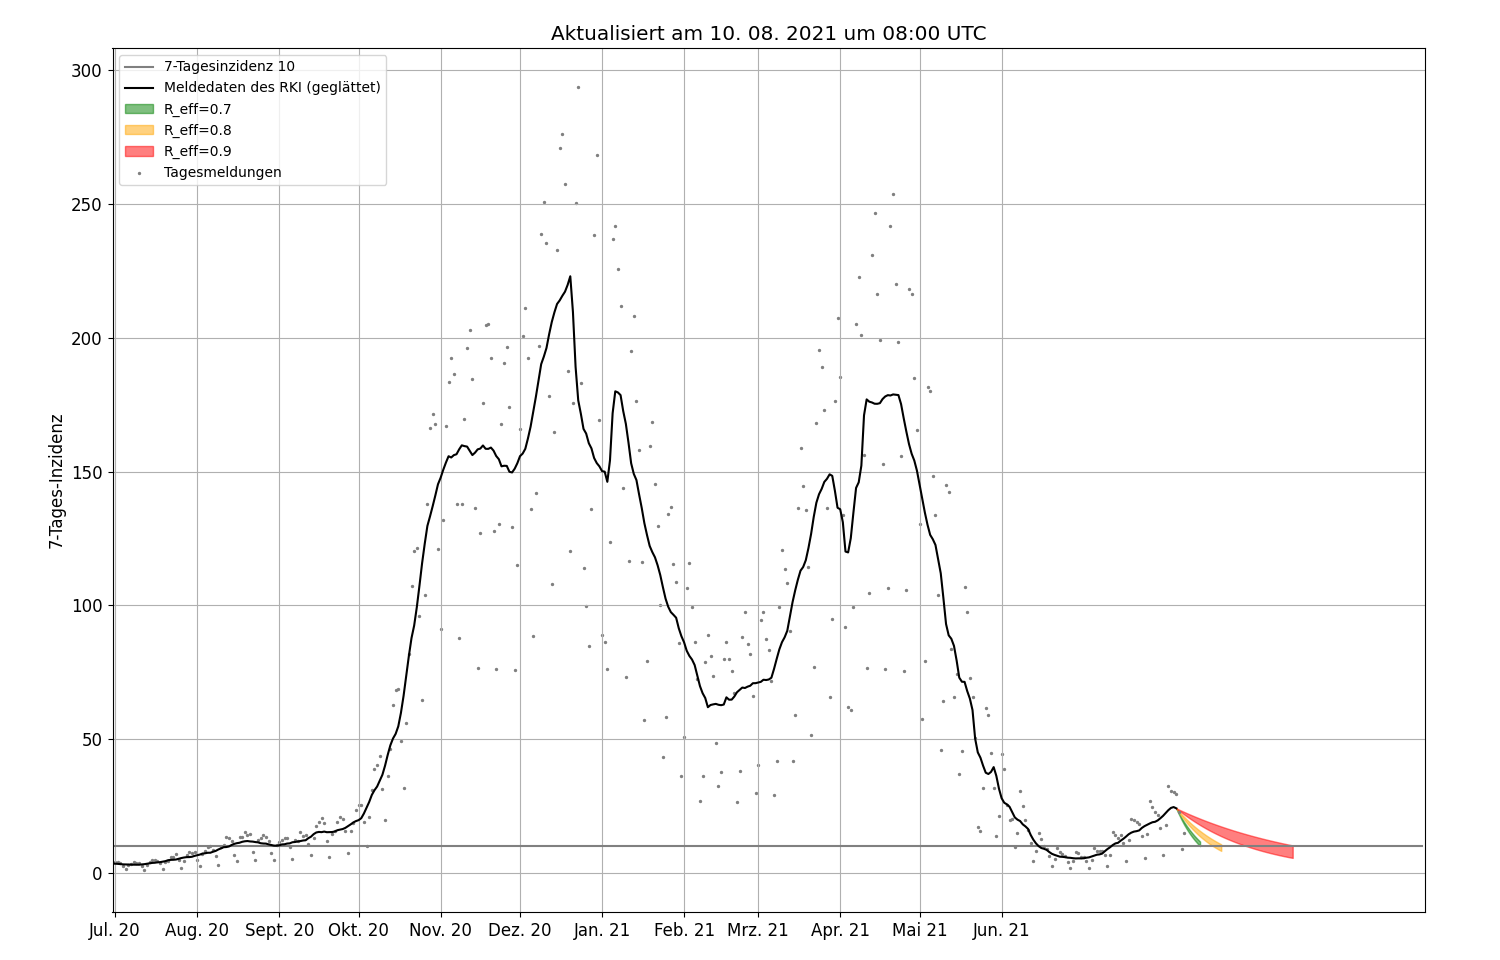 Aktualisiert am 10. 08. 2021 um 08:00 UTC
7-Tagesinzidenz 10
Meldedaten des RKI (geglättet)
R_eff=0.7
R_eff=0.8
R_eff=0.9
Tagesmeldungen
7-Tages-Inzidenz
300
250
200
150
100
50
0
Jul. 20 Aug. 20 Sept. 20 Okt. 20 Nov. 20 Dez. 20 Jan. 21 Feb. 21 Mrz. 21 Apr. 21 Mai 21 Jun. 21